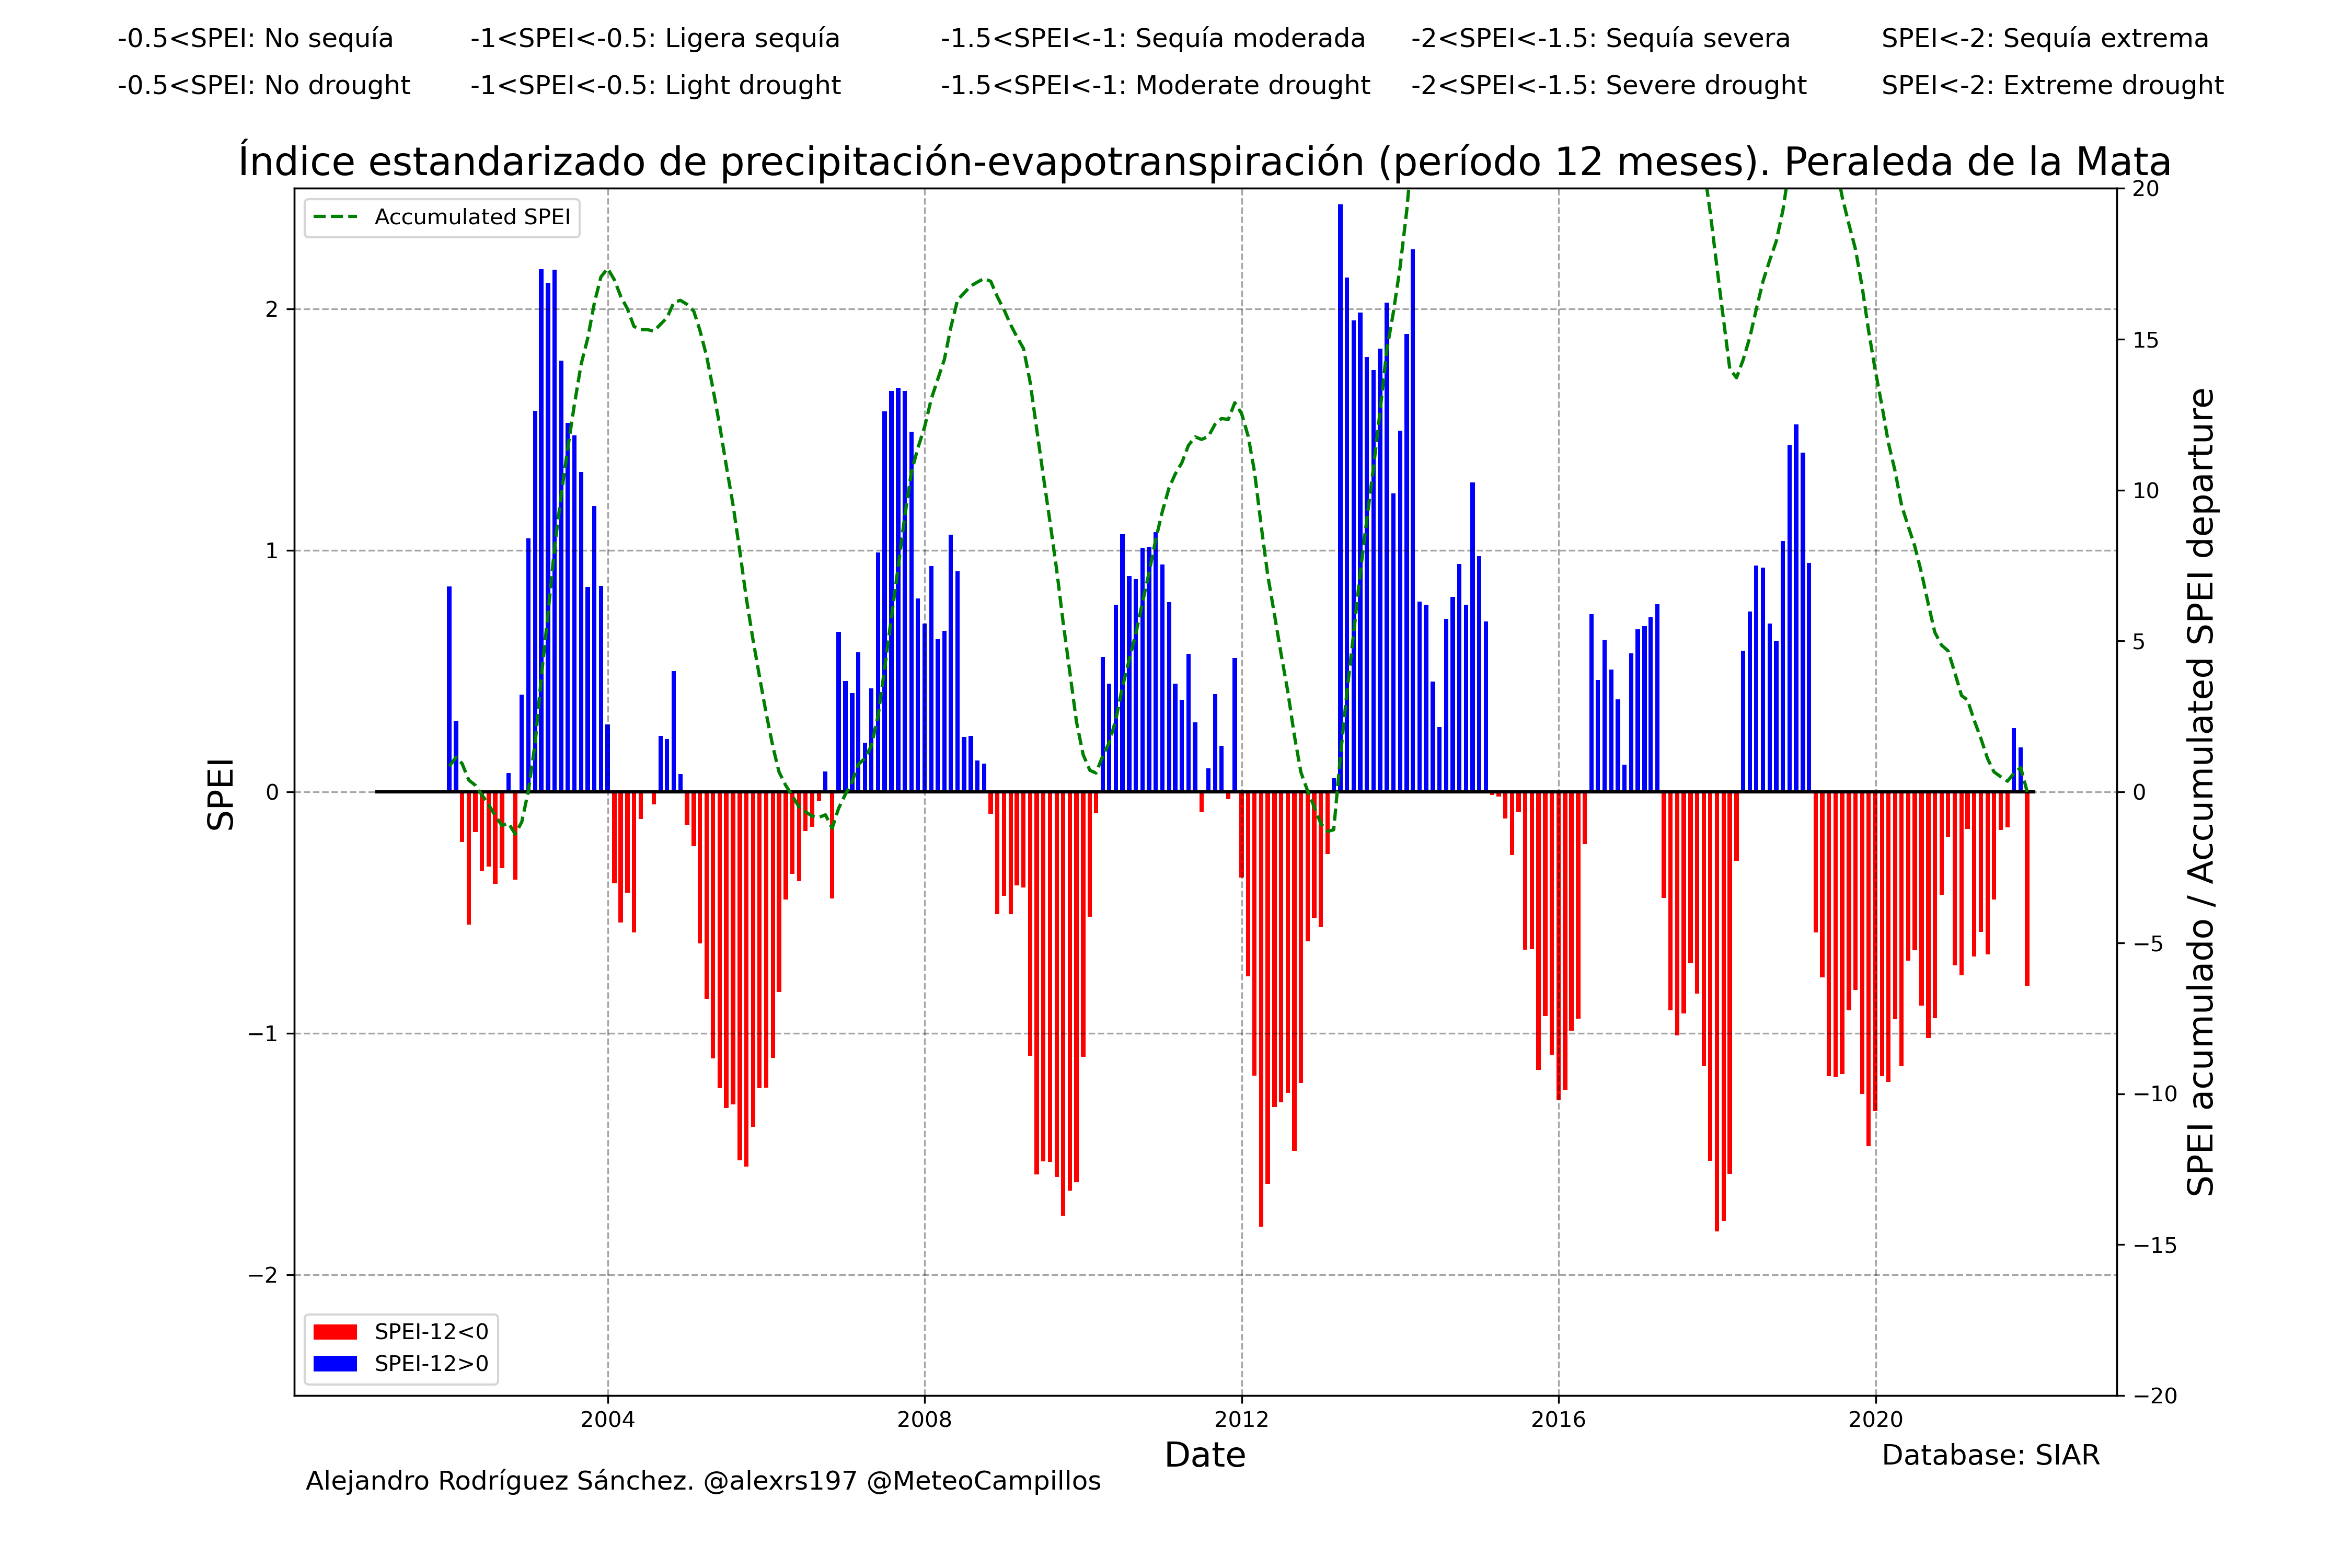 -0.5<SPEI: No sequía -1<SPEI<-0.5: Ligera sequía -1.5<SPEI<-1: Sequía moderada -2<SPEI<-1.5: Sequía severa SPEI<-2: Sequía extrema
-0.5<SPEI: No drought -1<SPEI<-0.5: Light drought -1.5<SPEI<-1: Moderate drought -2<SPEI<-1.5: Severe drought SPEI<-2: Extreme drought
Índice estandarizado de precipitación-evapotranspiración (período 12 meses). Peraleda de la Mata
Accumulated SPEI
SPEI
2
1
0
−1
−2
20
15
10
5
0
−5
−10
−15
−20
SPEI acumulado / Accumulated SPEI departure
SPEI-12<0
SPEI-12>0
2004 2008 2012 2016 2020
Date
Database: SIAR
Alejandro Rodríguez Sánchez. @alexrs197 @MeteoCampillos